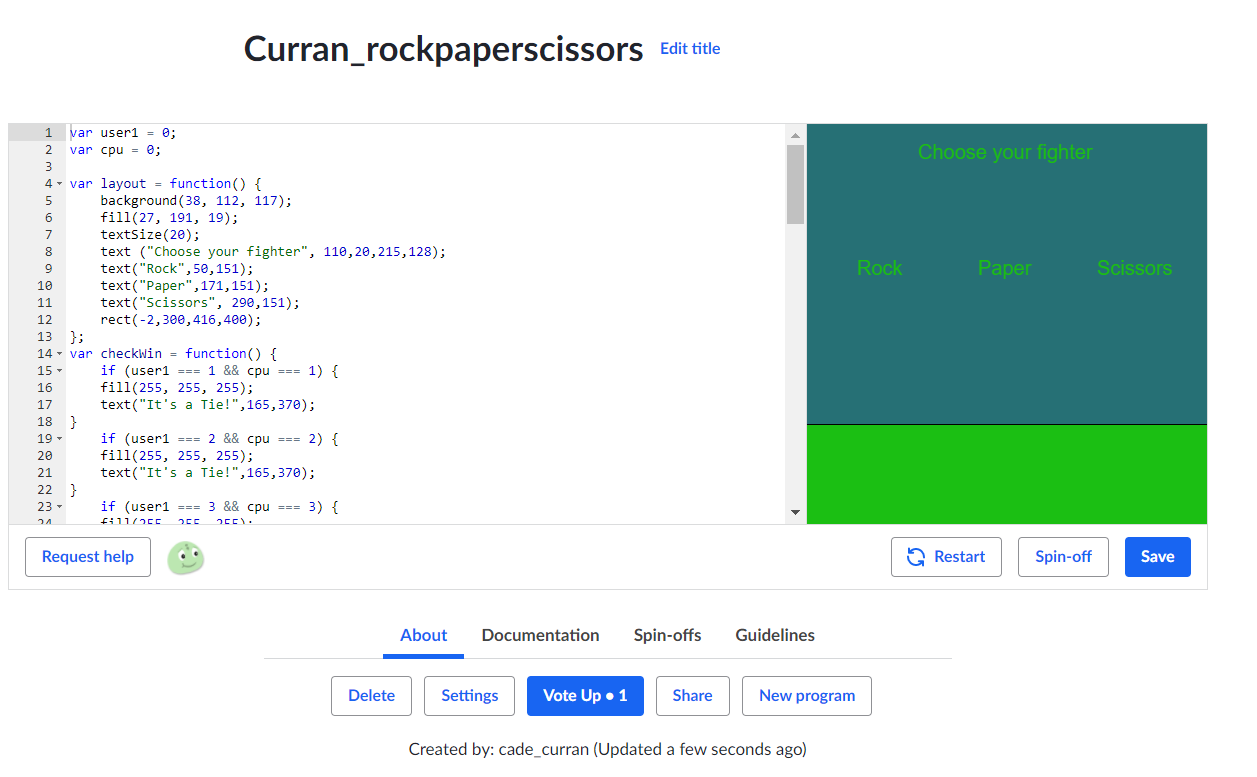 Curran_rockpaperscissors Edit title
1 var user1 = 0;
2 var cpu = 0;
3
4 var layout = function() {
5 background(38, 112, 117);
6 fill(27, 191, 19);
7 textSize(20);
8 text ("Choose your fighter", 110,20,215,128);
9 text("Rock",50,151);
10 text("Paper",171,151);
11 text("Scissors", 290,151);
12 rect(-2,300,416,400);
13 };
14 var checkWin = function() {
15 if (user1 === 1 && cpu === 1) {
16 fill(255, 255, 255);
17 text("It's a Tie!",165,370);
18 }
19 if (user1 === 2 && cpu === 2) {
20 fill(255, 255, 255);
21 text("It's a Tie!",165,370);
22 }
23 if (user1 === 3 && cpu === 3) {
24 fill(255, 255, 255);
Choose your fighter
Rock Paper Scissors
Request help Restart Spin-off Save
About Documentation Spin-offs Guidelines
Delete Settings Vote Up • 1 Share New program
Created by: cade_curran (Updated a few seconds ago)